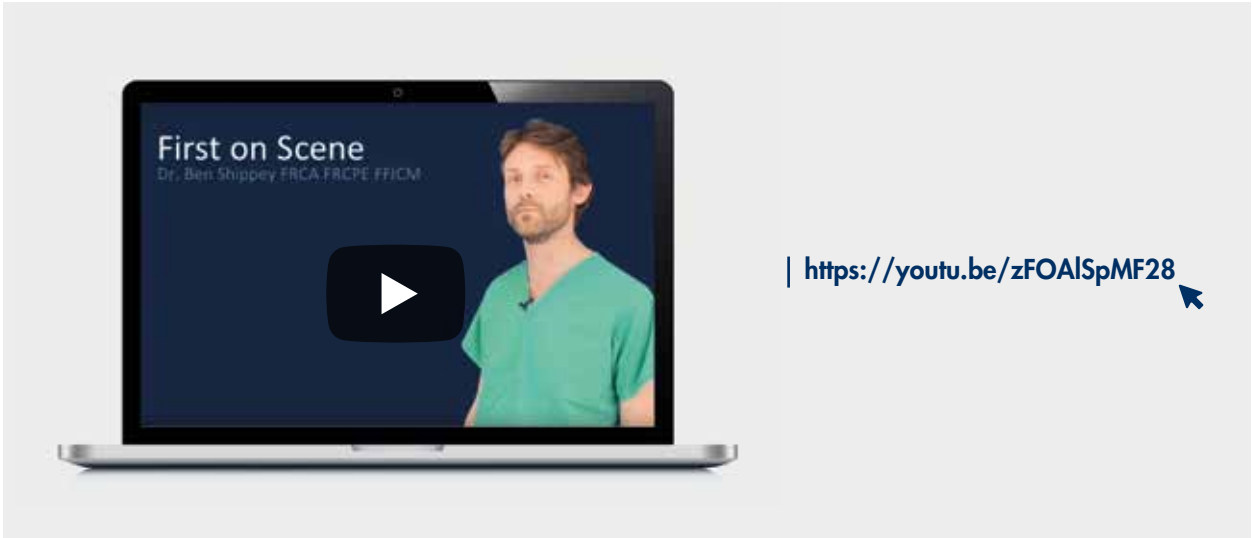 First on Scene
Dr. Ben Shippey FRCA FRCPE FFICM
| https://youtu.be/zFOAlSpMF28